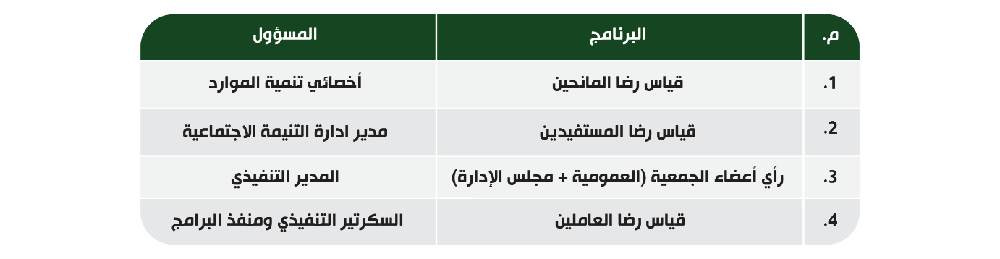 م. البرنامج المسؤول
1. قياس رضا المانحين أخصائي تنمية الموارد
2. قياس رضا المستفيدين مدير ادارة التنيمة الاجتماعية
3. رأي أعضاء الجمعية (العمومية + مجلس الإدارة) المدير التنفيذي
4. قياس رضا العاملين السكرتير التنفيذي ومنفذ البرامج